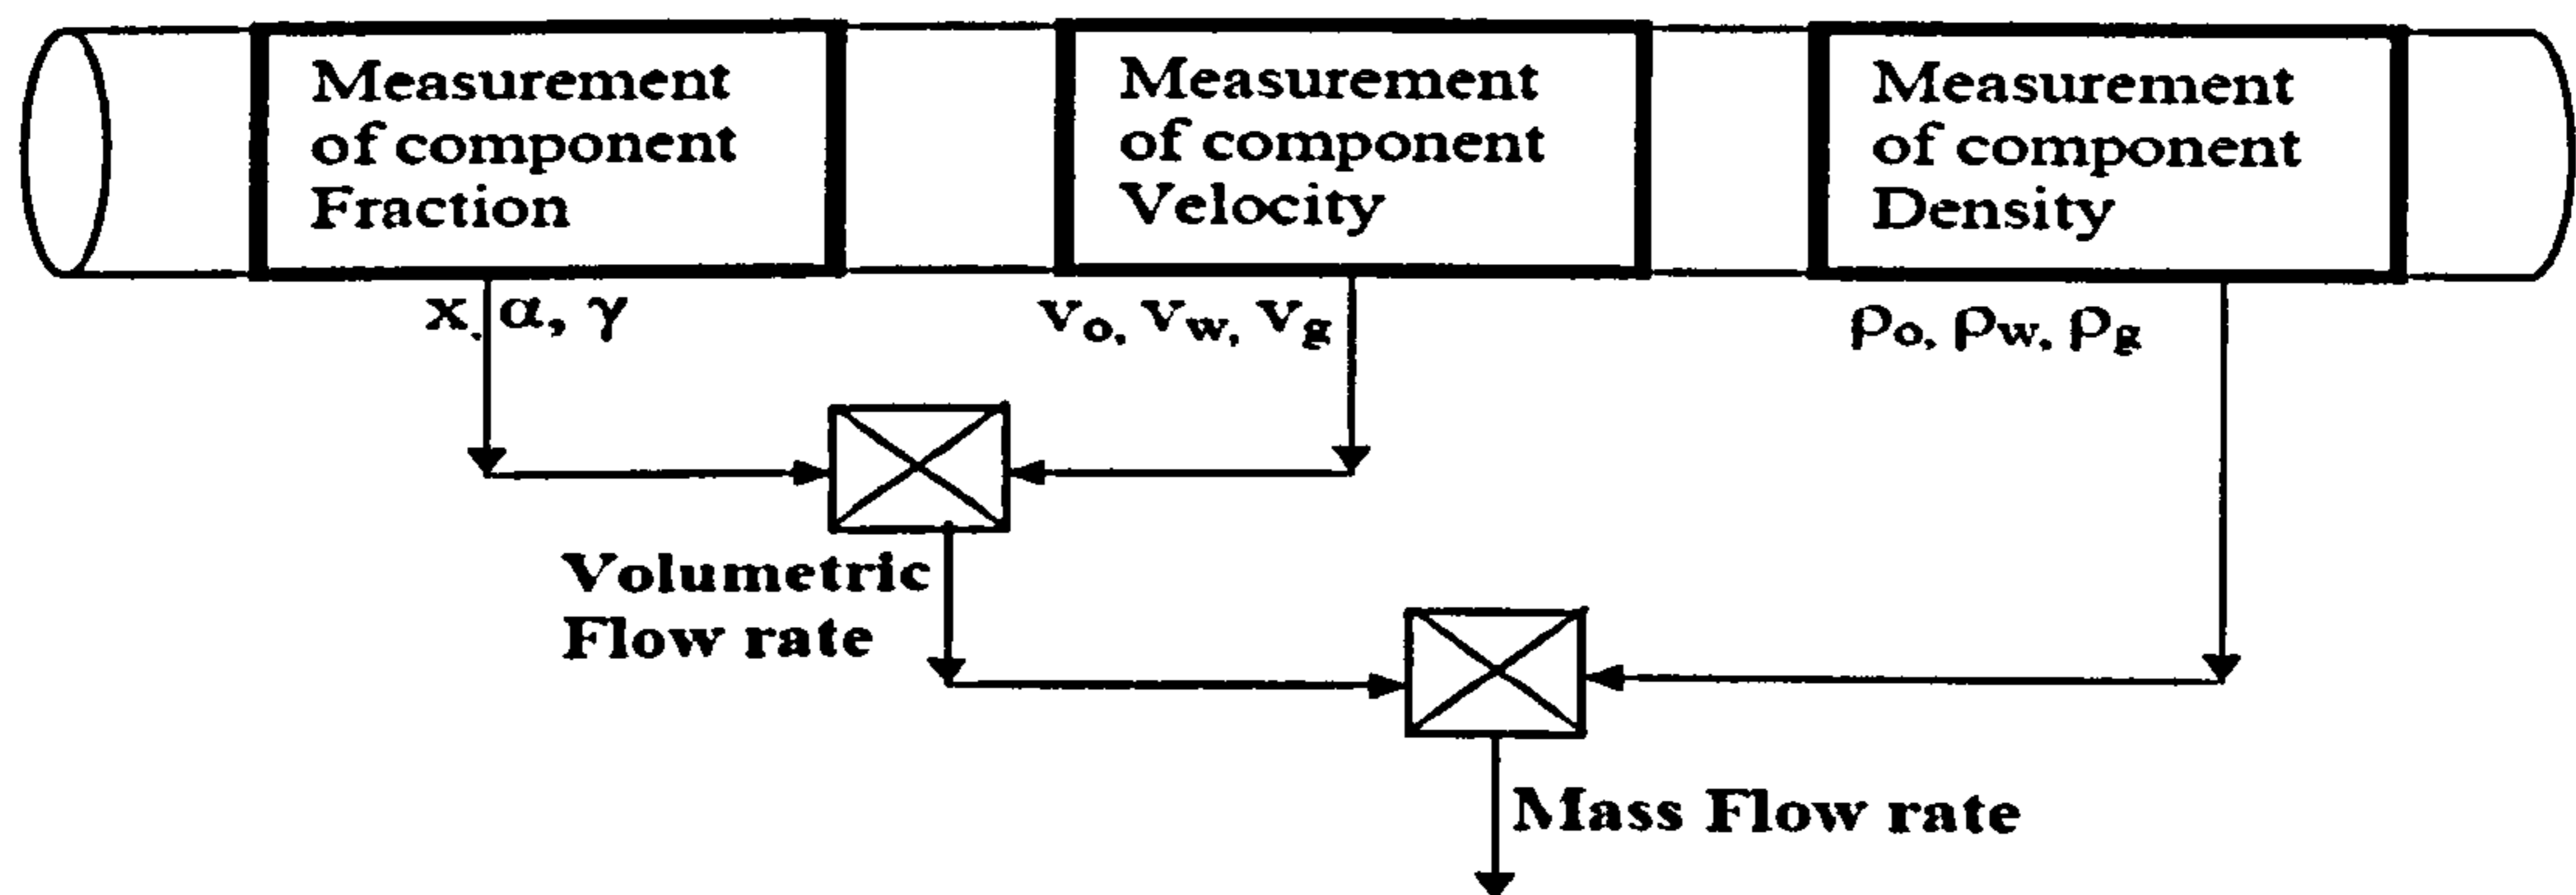 Measurement
of component
Fraction
Measurement
of component
Velocity
Measurement
of component
Density
x, α, γ
vo, vw, vg
ρo, ρw, ρg
Volumetric
Flow rate
Mass Flow rate